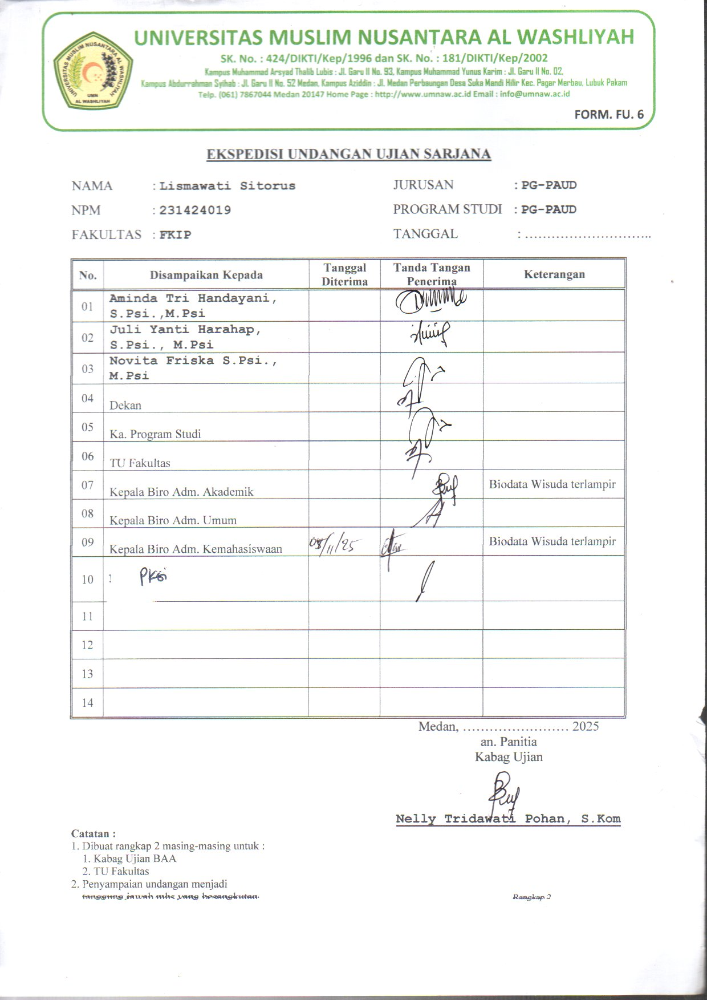 UNIVERSITAS MUSLIM NUSANTARA AL WASHLIYAH
SK. No. : 424/DIKTI/Kep/1996 dan SK. No. : 181/DIKTI/Kep/2002
Kampus Muhammad Arsyad Thalib Lubis : Jl. Garu II No. 93, Kampus Muhammad Yunus Karim : Jl. Garu II No. 02,
Kampus Abdurrahman Syihab : Jl. Garu II No. 52 Medan, Kampus Aziddin : Jl. Medan Perbaungan Desa Suka Mandi Hilir Kec. Pagar Merbau, Lubuk Pakam
Telp. (061) 7867044 Medan 20147 Home Page : http://www.umnaw.ac.id Email : info@umnaw.ac.id
UNIVERSITAS MUSLIM NUSANTARA AL WASHLIYAH
UMN
AL WASHLIYAH
FORM. FU. 6
EKSPEDISI UNDANGAN UJIAN SARJANA
NAMA : Lismawati Sitorus JURUSAN : PG-PAUD
NPM : 231424019 PROGRAM STUDI : PG-PAUD
FAKULTAS : FKIP TANGGAL : ................................
No. Disampaikan Kepada Tanggal Diterima Tanda Tangan Penerima Keterangan
01 Aminda Tri Handayani, S.Psi.,M.Psi
02 Juli Yanti Harahap, S.Psi., M.Psi
03 Novita Friska S.Psi., M.Psi
04 Dekan
05 Ka. Program Studi
06 TU Fakultas
07 Kepala Biro Adm. Akademik Biodata Wisuda terlampir
08 Kepala Biro Adm. Umum
09 Kepala Biro Adm. Kemahasiswaan 08/11/25 Biodata Wisuda terlampir
10
11
12
13
14
Medan, ........................ 2025
an. Panitia
Kabag Ujian
Nelly Tridawati Pohan, S.Kom
Catatan :
1. Dibuat rangkap 2 masing-masing untuk :
1. Kabag Ujian BAA
2. TU Fakultas
2. Penyampaian undangan menjadi
tanggung jawab mhs yang besangkutan.
Rangkap 2